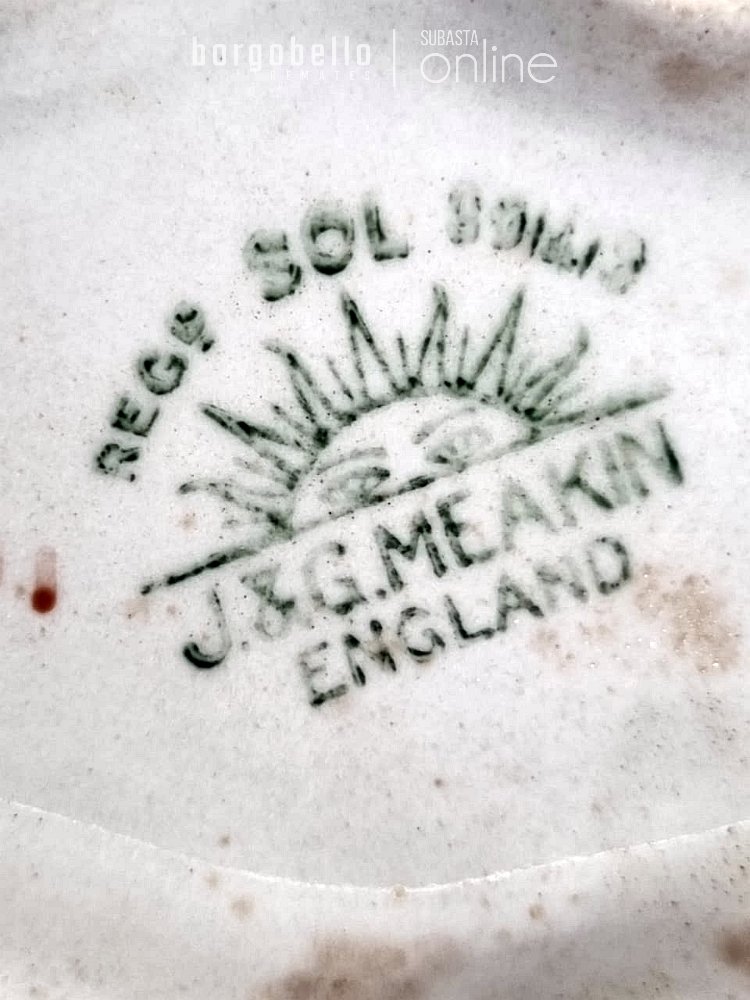 borgobello
REMATES
SUBASTA
online
REGD SOL
J.&G.MEAKIN
ENGLAND